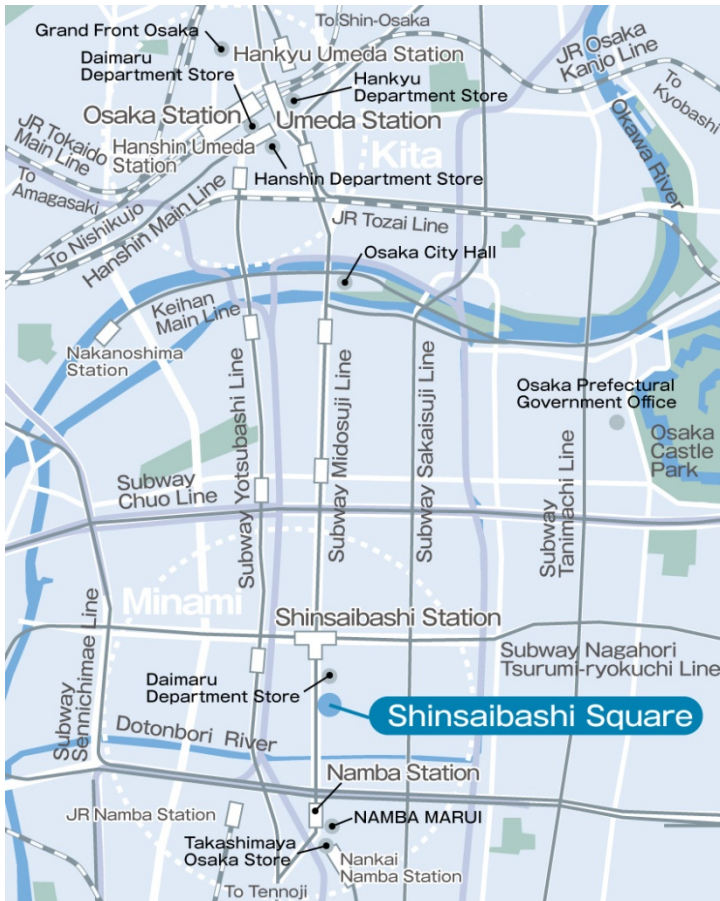 To Shin-Osaka
Grand Front Osaka
Hankyu Umeda Station
Daimaru
Department Store
Hankyu
Department Store
JR Osaka
Kanjo Line
To
Kyobashi
Osaka Station
Umeda Station
Okawa River
JR Tokaido
Main Line
Hanshin Umeda
Station
Kita
Hanshin Department Store
To
Amagasaki
To Nishikujo
Hanshin Main Line
JR Tozai Line
Osaka City Hall
Keihan
Main Line
Nakanoshima
Station
Subway Yotsubashi Line
Subway Midosuji Line
Subway Sakaisuji Line
Subway
Tanimachi Line
Osaka Prefectural
Government Office
Osaka
Castle
Park
Subway
Chuo Line
Minami
Shinsaibashi Station
Subway Nagahori
Tsurumi-ryokuchi Line
Subway
Sennichimae Line
Daimaru
Department Store
Shinsaibashi Square
Dotonbori River
Namba Station
JR Namba Station
NAMBA MARUI
Takashimaya
Osaka Store
Nankai
Namba Station
To Tennoji